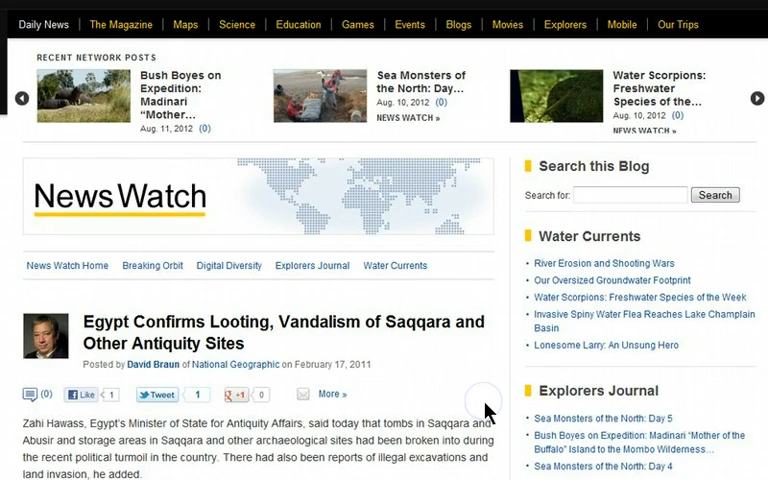 Daily News | The Magazine | Maps | Science | Education | Games | Events | Blogs | Movies | Explorers | Mobile | Our Trips
RECENT NETWORK POSTS
Bush Boyes on
Expedition:
Madinari
“Mother...
Aug. 11, 2012 (0)
Sea Monsters of
the North: Day...
Aug. 10, 2012 (0)
NEWS WATCH »
Water Scorpions:
Freshwater
Species of the...
Aug. 10, 2012 (0)
NEWS WATCH »
News Watch
News Watch Home Breaking Orbit Digital Diversity Explorers Journal Water Currents
Egypt Confirms Looting, Vandalism of Saqqara and
Other Antiquity Sites
Posted by David Braun of National Geographic on February 17, 2011
(0) Like 1 Tweet 1 +1 0 More »
Zahi Hawass, Egypt's Minister of State for Antiquity Affairs, said today that tombs in Saqqara and
Abusir and storage areas in Saqqara and other archaeological sites had been broken into during
the recent political turmoil in the country. There had also been reports of illegal excavations and
land invasion, he added.
Search this Blog
Search for: Search
Water Currents
River Erosion and Shooting Wars
Our Oversized Groundwater Footprint
Water Scorpions: Freshwater Species of the Week
Invasive Spiny Water Flea Reaches Lake Champlain
Basin
Lonesome Larry: An Unsung Hero
Explorers Journal
Sea Monsters of the North: Day 5
Bush Boyes on Expedition: Madinari “Mother of the
Buffalo” Island to the Mombo Wilderness…
Sea Monsters of the North: Day 4